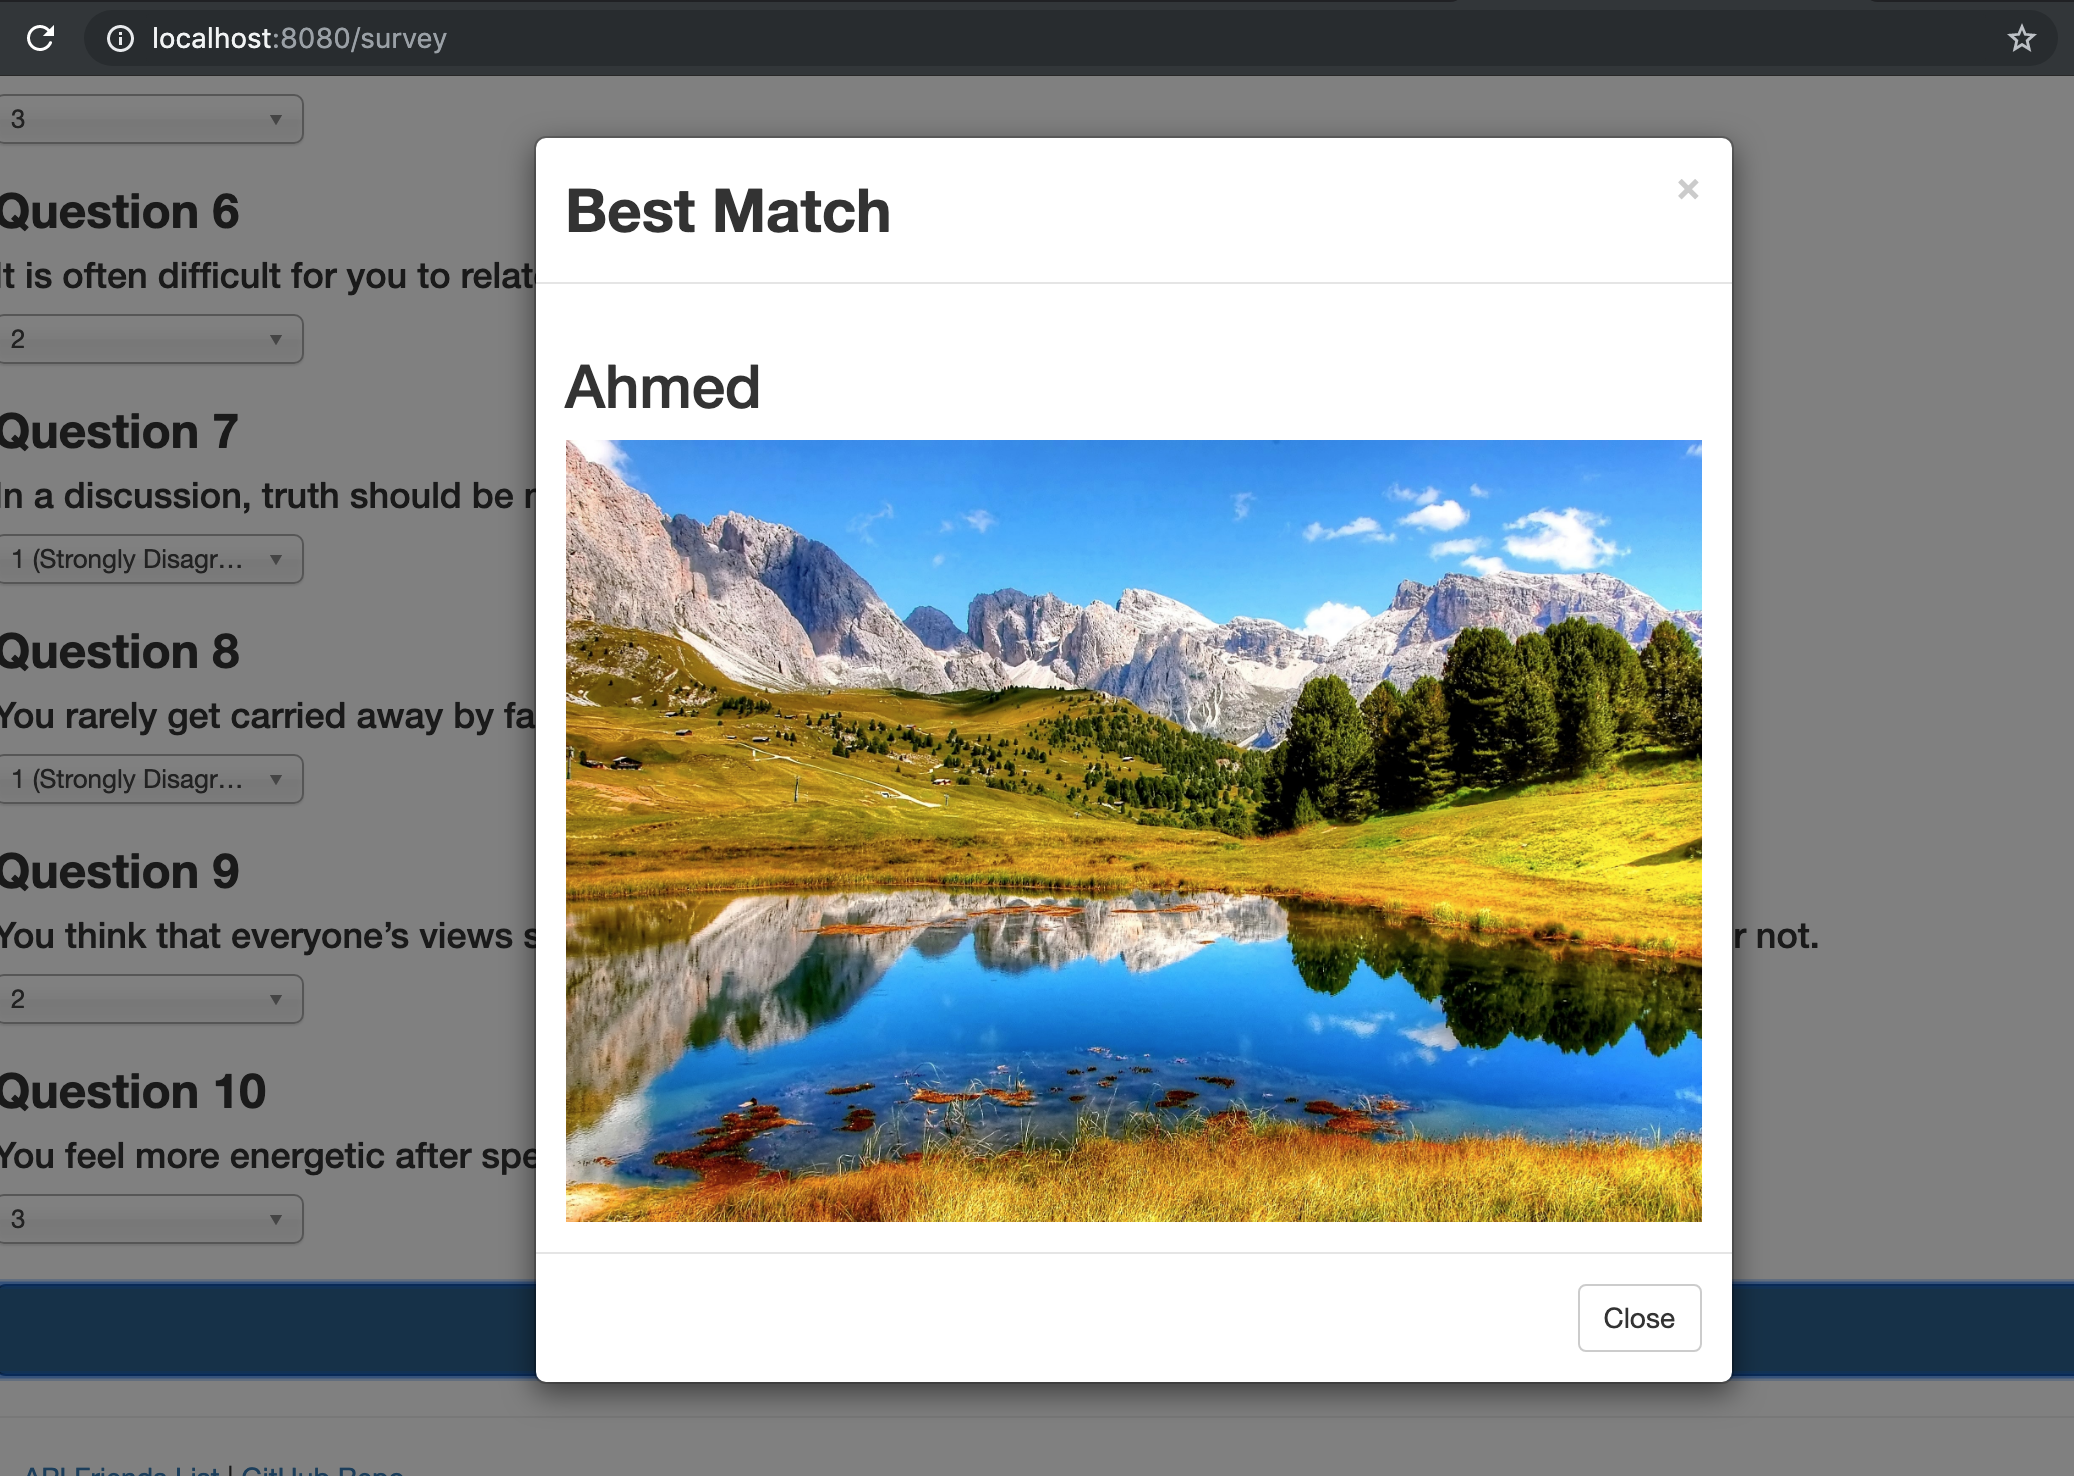 localhost:8080/survey
3
Question 6
It is often difficult for you to relat
2
Question 7
In a discussion, truth should be
1 (Strongly Disagr...
Question 8
You rarely get carried away by fa
1 (Strongly Disagr...
Question 9
You think that everyone’s views s
r not.
2
Question 10
You feel more energetic after spe
3
Best Match
×
Ahmed
Close
API Friends List | GitHub Repo